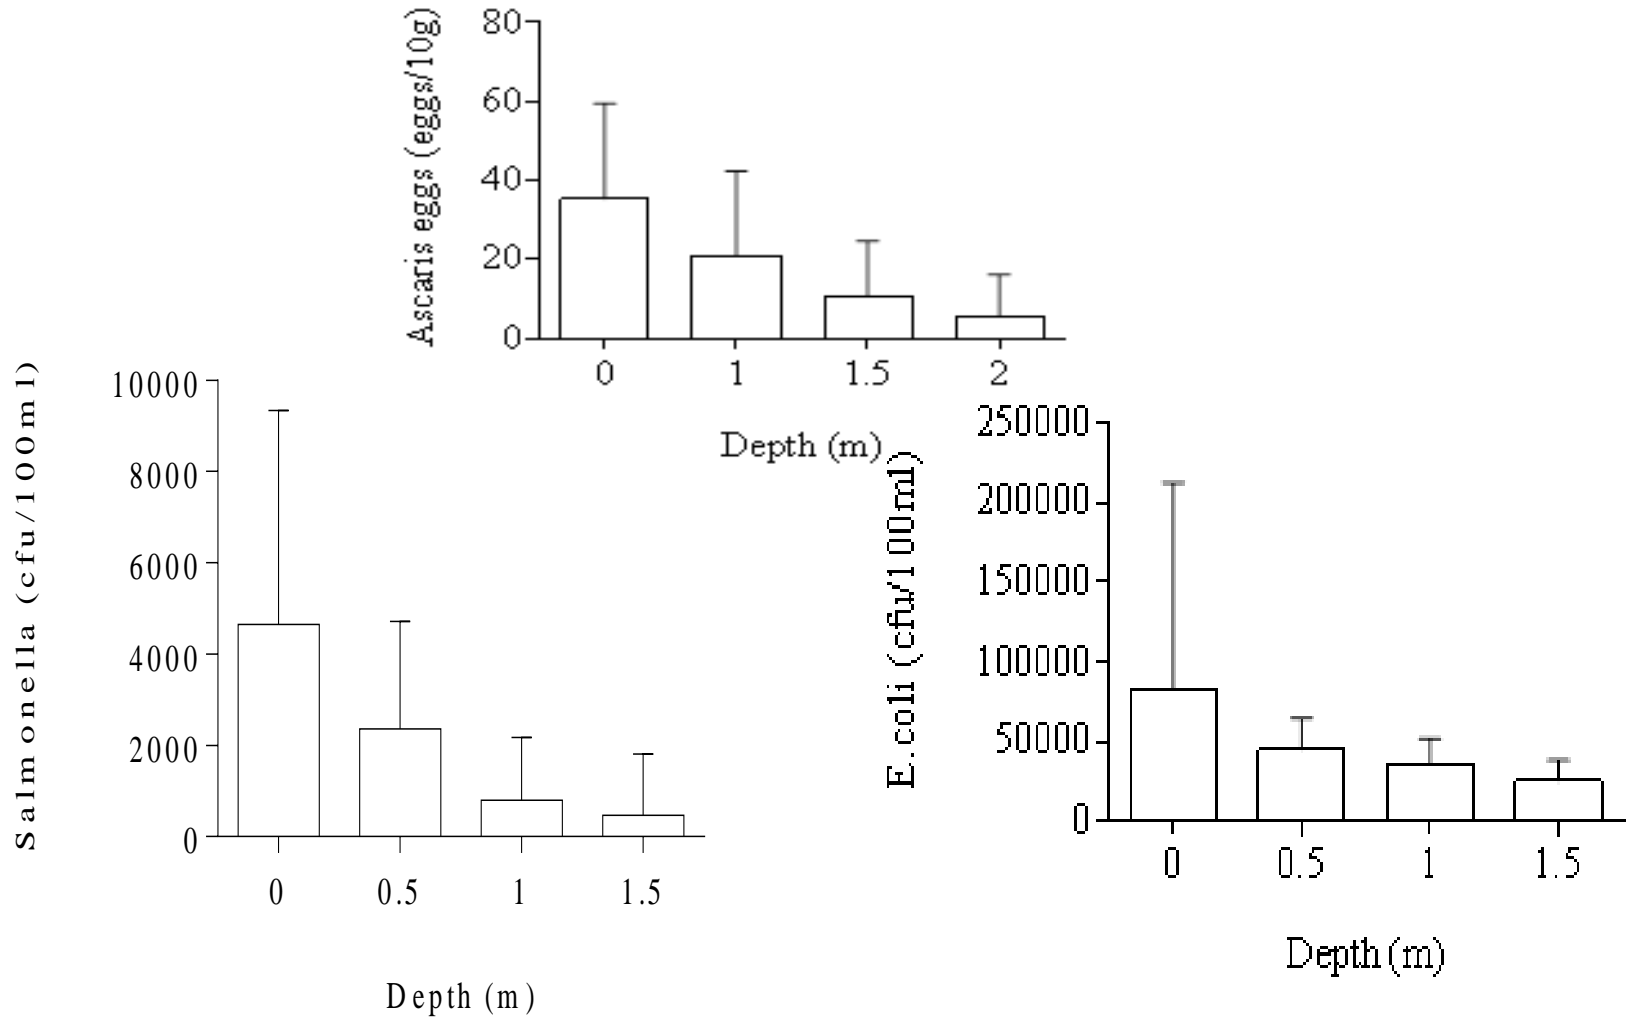 Ascaris eggs (eggs/10g)
80
60
40
20
0
0 1 1.5 2
Depth (m)
Salmonella (cfu/100ml)
10000
8000
6000
4000
2000
0
0 0.5 1 1.5
Depth (m)
E.coli (cfu/100ml)
250000
200000
150000
100000
50000
0
0 0.5 1 1.5
Depth (m)